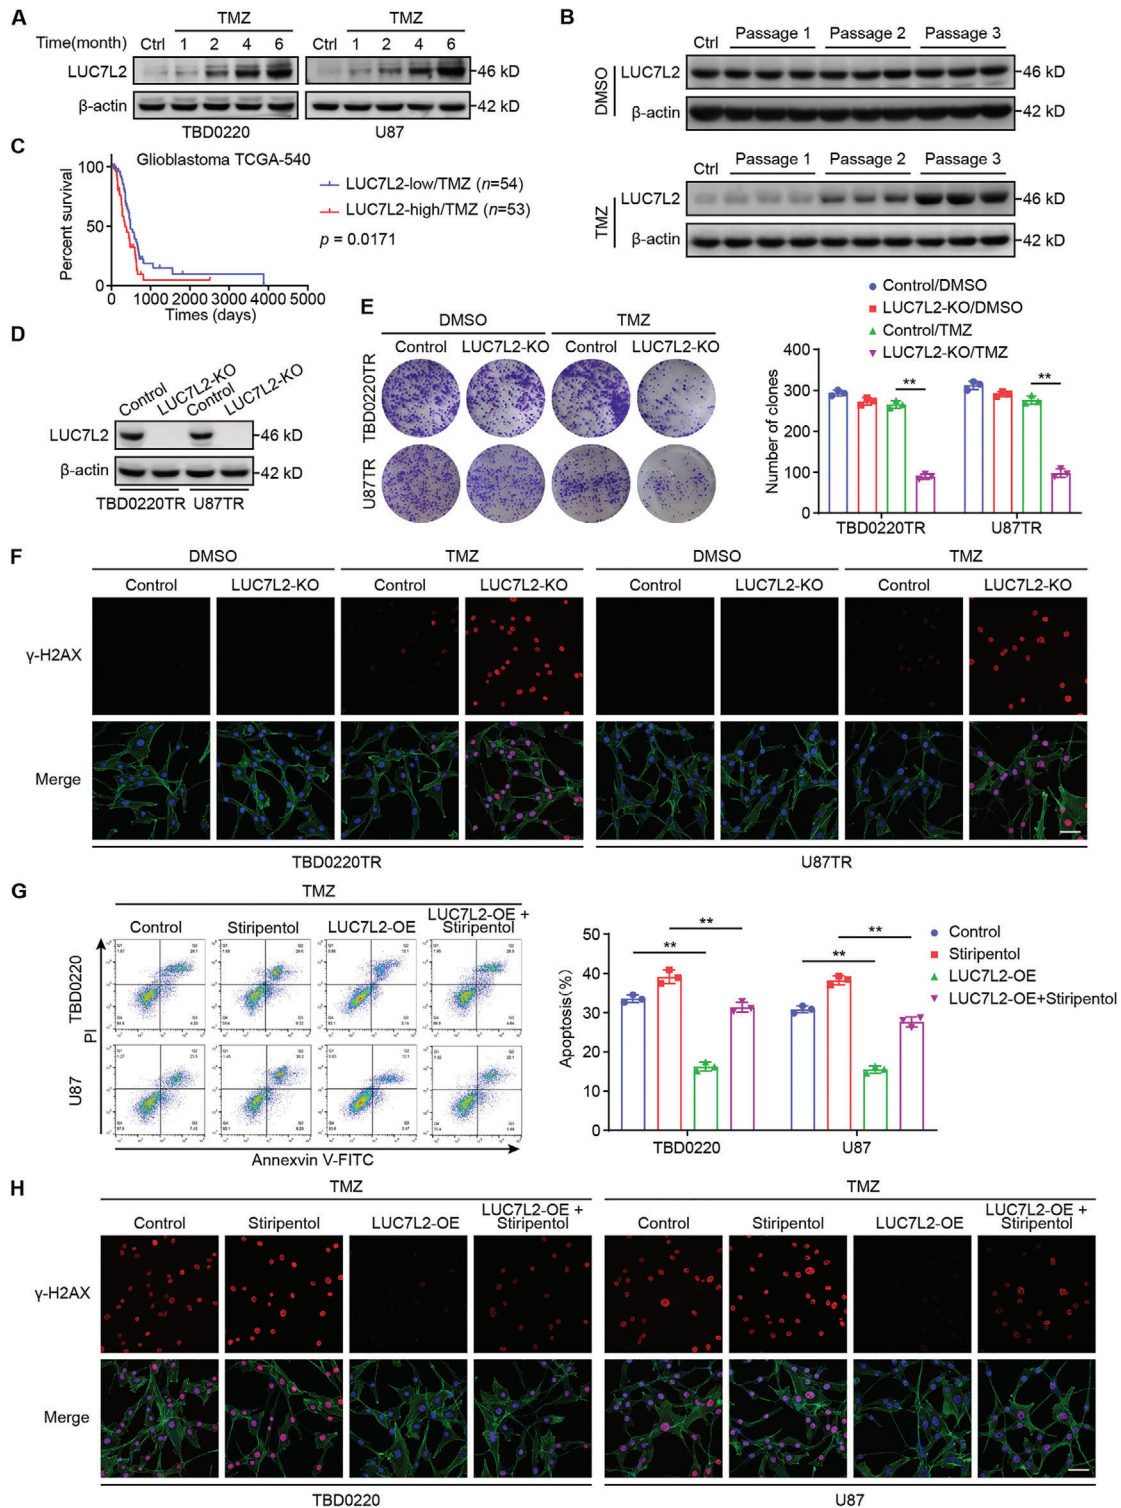 A
TMZ
TMZ
Time(month) Ctrl 1 2 4 6 Ctrl 1 2 4 6
LUC7L2 46 kD
β-actin 42 kD
TBD0220 U87
B
Ctrl Passage 1 Passage 2 Passage 3
DMSO
LUC7L2 46 kD
β-actin 42 kD
Ctrl Passage 1 Passage 2 Passage 3
TMZ
LUC7L2 46 kD
β-actin 42 kD
C
Glioblastoma TCGA-540
Percent survival
100
50
0
0 1000 2000 3000 4000 5000
Times (days)
LUC7L2-low/TMZ (n=54)
LUC7L2-high/TMZ (n=53)
p = 0.0171
D
Control LUC7L2-KO Control LUC7L2-KO
LUC7L2 46 kD
β-actin 42 kD
TBD0220TR U87TR
E
DMSO TMZ
Control LUC7L2-KO Control LUC7L2-KO
TBD0220TR
U87TR
Control/DMSO
LUC7L2-KO/DMSO
Control/TMZ
LUC7L2-KO/TMZ
Number of clones
400
300
200
100
0
** **
TBD0220TR U87TR
F
DMSO TMZ DMSO TMZ
Control LUC7L2-KO Control LUC7L2-KO Control LUC7L2-KO Control LUC7L2-KO
γ-H2AX
Merge
TBD0220TR U87TR
G
TMZ
Control Stiripentol LUC7L2-OE LUC7L2-OE +
Stiripentol
TBD0220
U87
PI
Annexvin V-FITC
Apoptosis(%)
50
40
30
20
10
0
** ** ** **
TBD0220 U87
Control
Stiripentol
LUC7L2-OE
LUC7L2-OE+Stiripentol
H
TMZ TMZ
Control Stiripentol LUC7L2-OE LUC7L2-OE +
Stiripentol
Control Stiripentol LUC7L2-OE LUC7L2-OE +
Stiripentol
γ-H2AX
Merge
TBD0220 U87